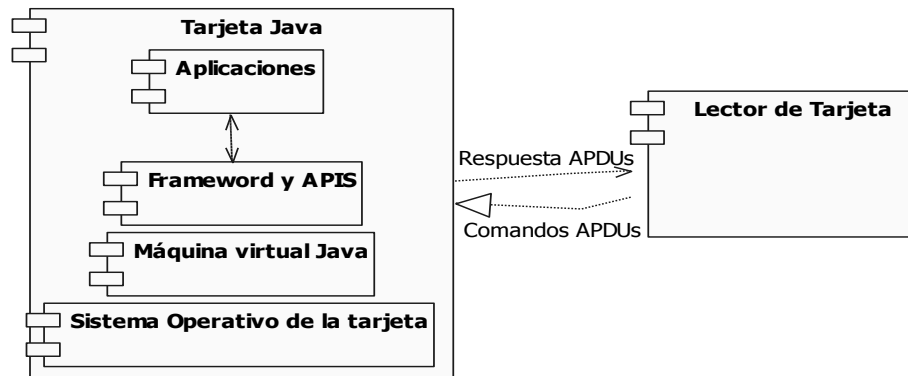 Tarjeta Java
Aplicaciones
Frameword y APIS
Máquina virtual Java
Sistema Operativo de la tarjeta
Respuesta APDUs
Comandos APDUs
Lector de Tarjeta